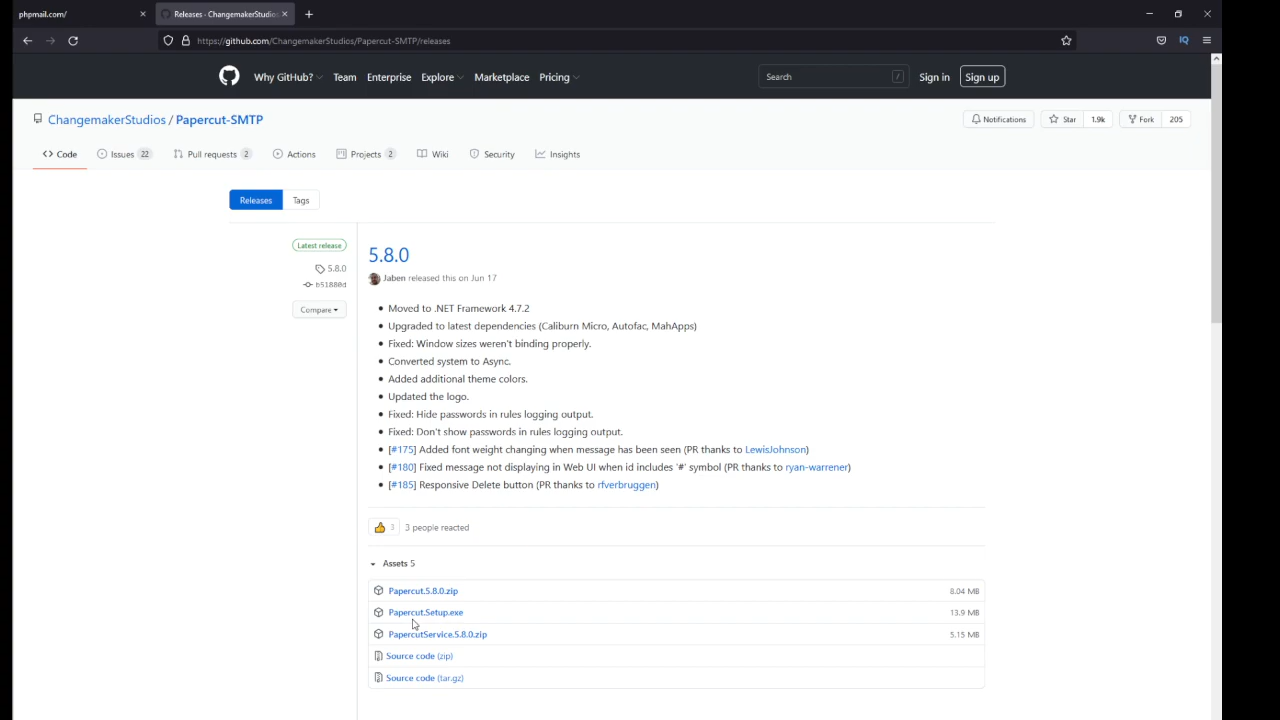 phpmail.com/
Releases · ChangemakerStudios
https://github.com/ChangemakerStudios/Papercut-SMTP/releases
Why GitHub? Team Enterprise Explore Marketplace Pricing Search / Sign in Sign up
ChangemakerStudios / Papercut-SMTP Notifications Star 1.9k Fork 205
Code Issues 22 Pull requests 2 Actions Projects 2 Wiki Security Insights
Releases Tags
Latest release
5.8.0
b51880d
Compare
5.8.0
Jaben released this on Jun 17
Moved to .NET Framework 4.7.2
Upgraded to latest dependencies (Caliburn Micro, Autofac, MahApps)
Fixed: Window sizes weren't binding properly.
Converted system to Async.
Added additional theme colors.
Updated the logo.
Fixed: Hide passwords in rules logging output.
Fixed: Don't show passwords in rules logging output.
[#175] Added font weight changing when message has been seen (PR thanks to LewisJohnson)
[#180] Fixed message not displaying in Web UI when id includes '#' symbol (PR thanks to ryan-warrener)
[#185] Responsive Delete button (PR thanks to rfverbruggen)
3 3 people reacted
Assets 5
Papercut.5.8.0.zip 8.04 MB
Papercut.Setup.exe 13.9 MB
PapercutService.5.8.0.zip 5.15 MB
Source code (zip)
Source code (tar.gz)